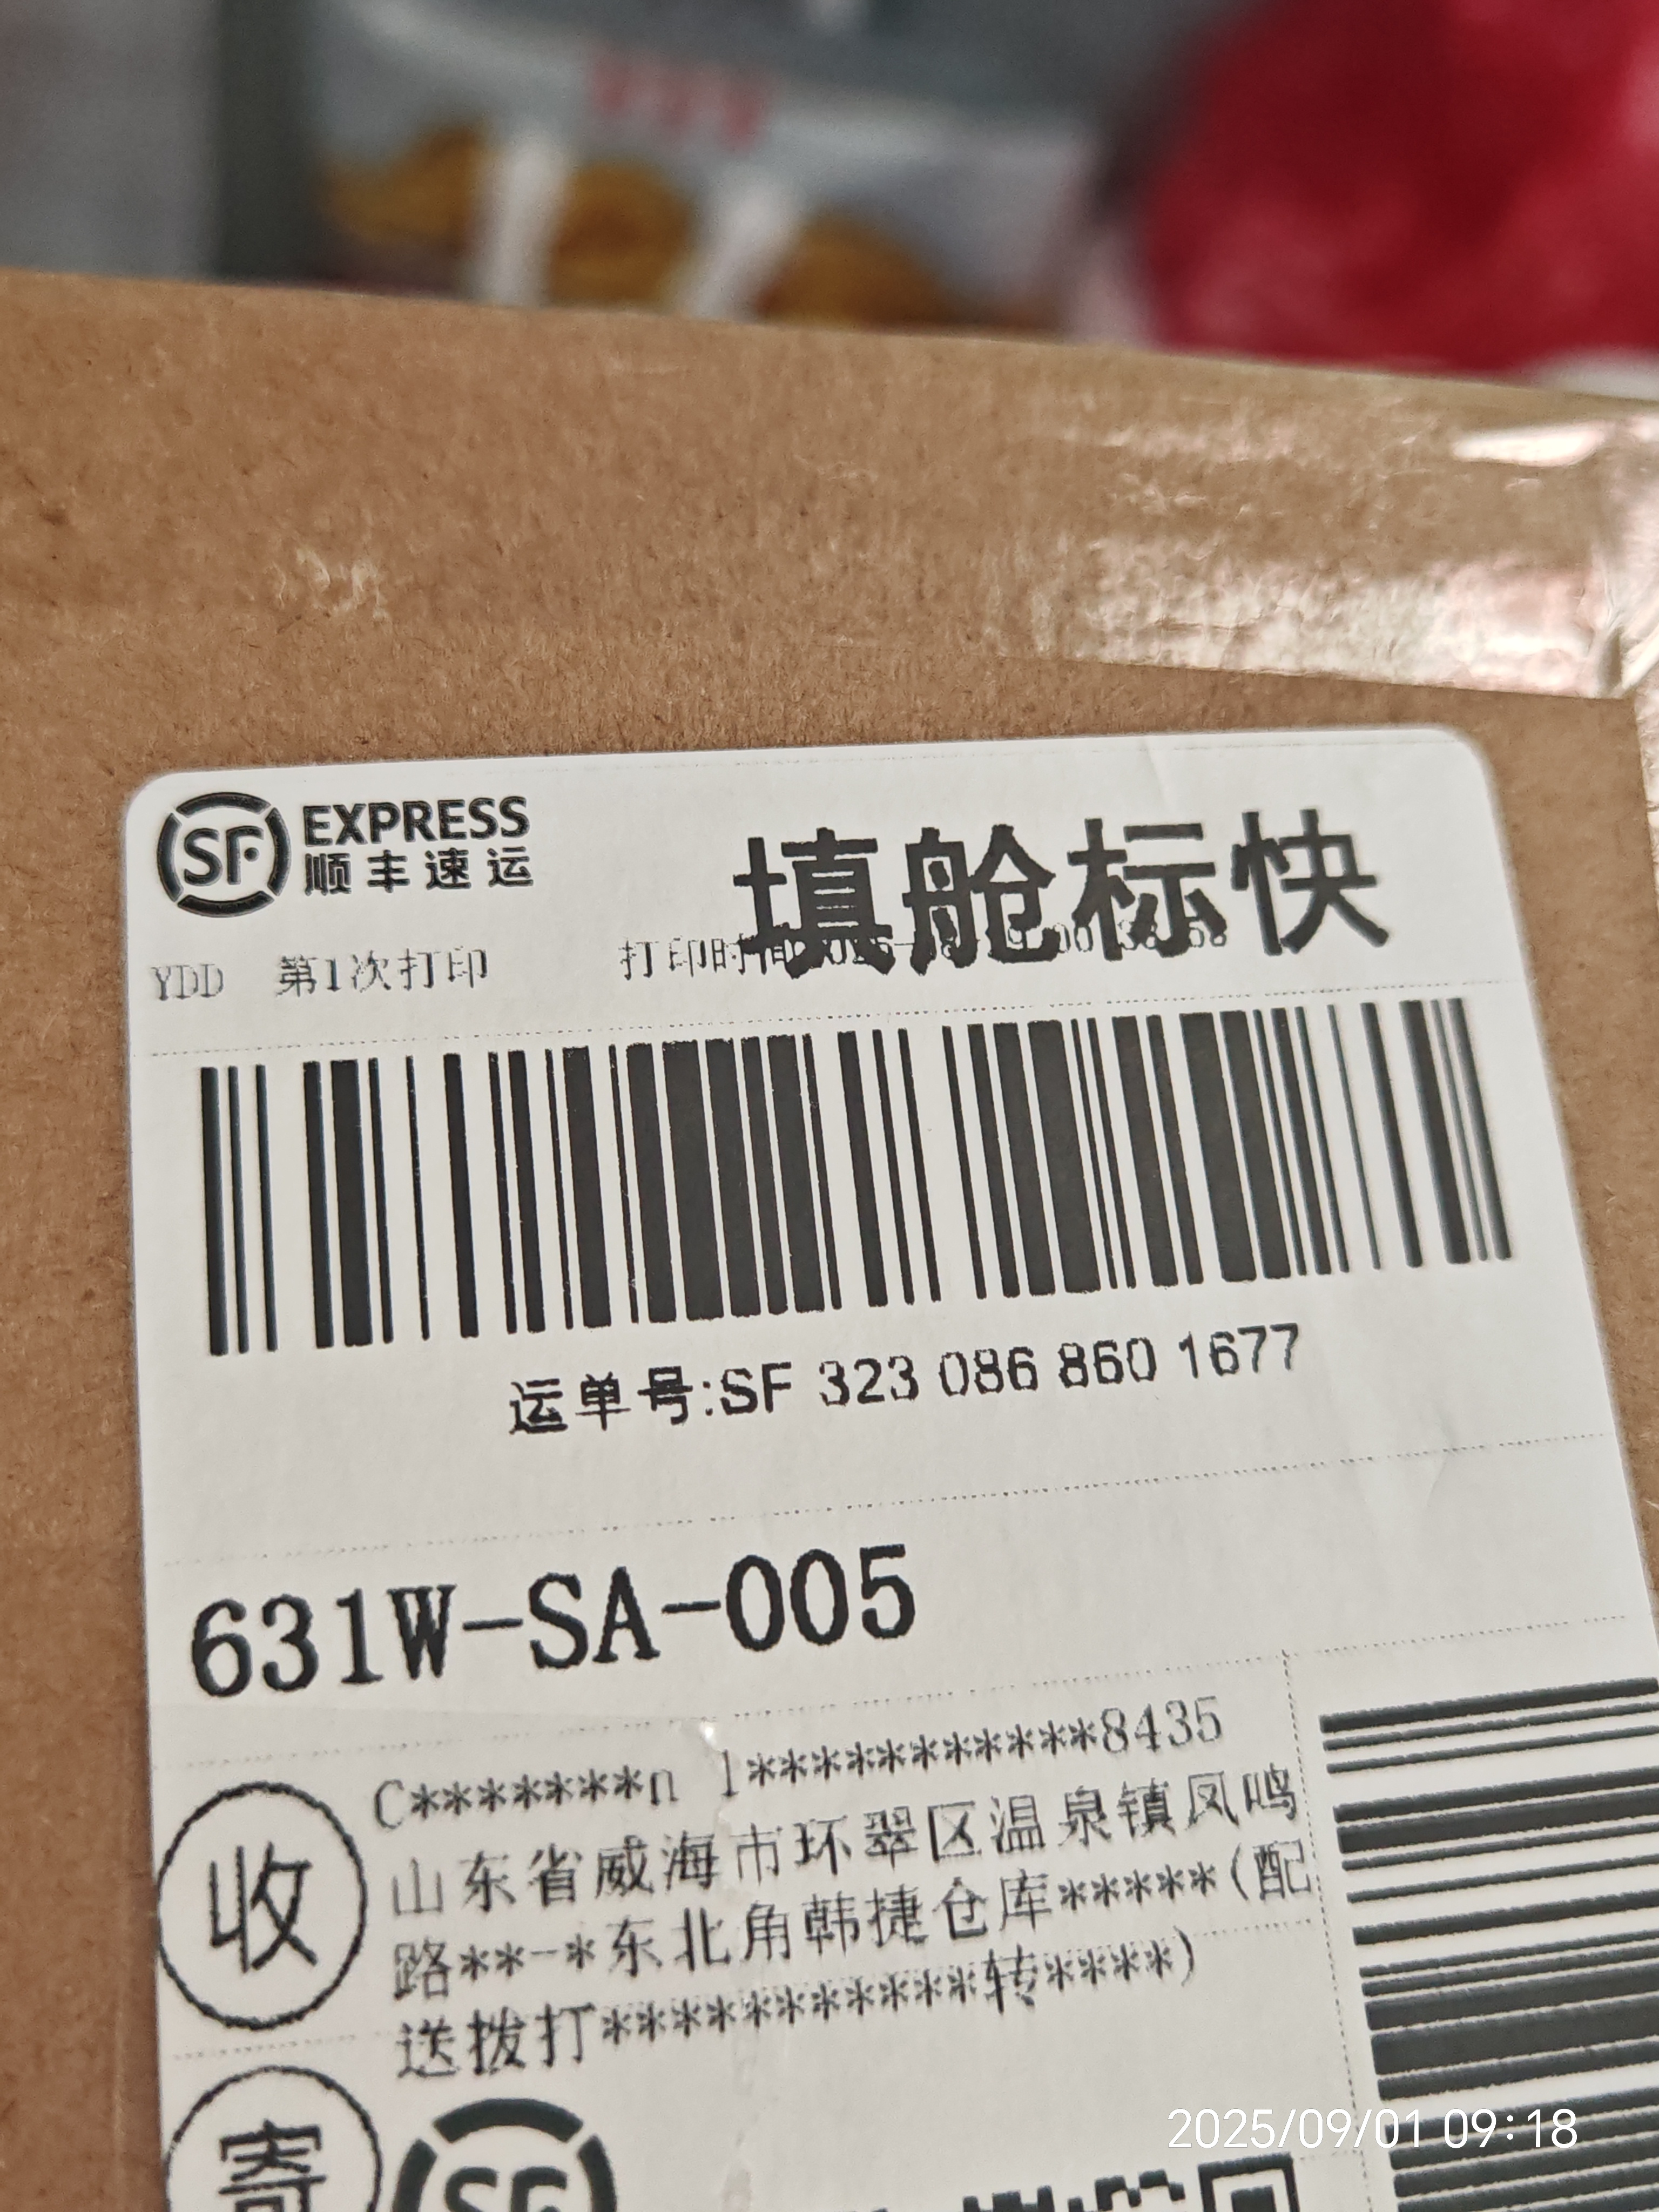 SF EXPRESS
顺丰速运
填舱标快
YDD 第1次打印 打印时间
运单号:SF 323 086 860 1677
631W-SA-005
收
C********n 1***********8435
山东省威海市环翠区温泉镇凤鸣
路**-*东北角韩捷仓库*****(配
送拨打************转****)
寄
SF
2025/09/01 09:18